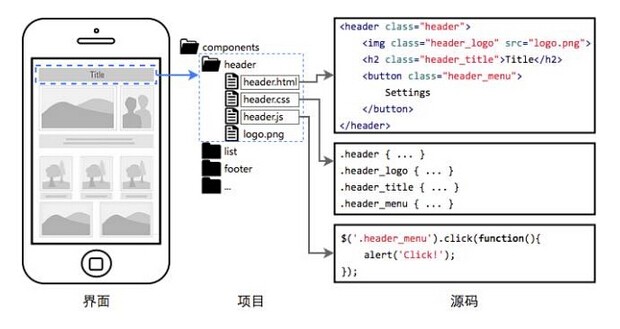 Title
components
header
header.html
header.css
header.js
logo.png
list
footer
...
<header class="header">
<img class="header_logo" src="logo.png">
<h2 class="header_title">Title</h2>
<button class="header_menu">
Settings
</button>
</header>
.header { ... }
.header_logo { ... }
.header_title { ... }
.header_menu { ... }
$('.header_menu').click(function(){
alert('Click!');
});
界面
项目
源码